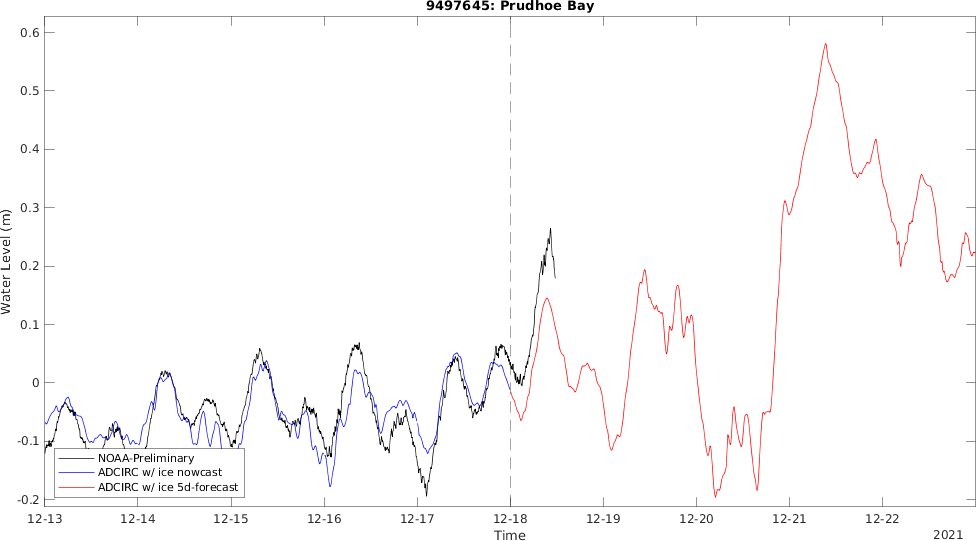 9497645: Prudhoe Bay
Water Level (m)
0.6
0.5
0.4
0.3
0.2
0.1
0
-0.1
-0.2
NOAA-Preliminary
ADCIRC w/ ice nowcast
ADCIRC w/ ice 5d-forecast
12-13 12-14 12-15 12-16 12-17 12-18 12-19 12-20 12-21 12-22
Time
2021